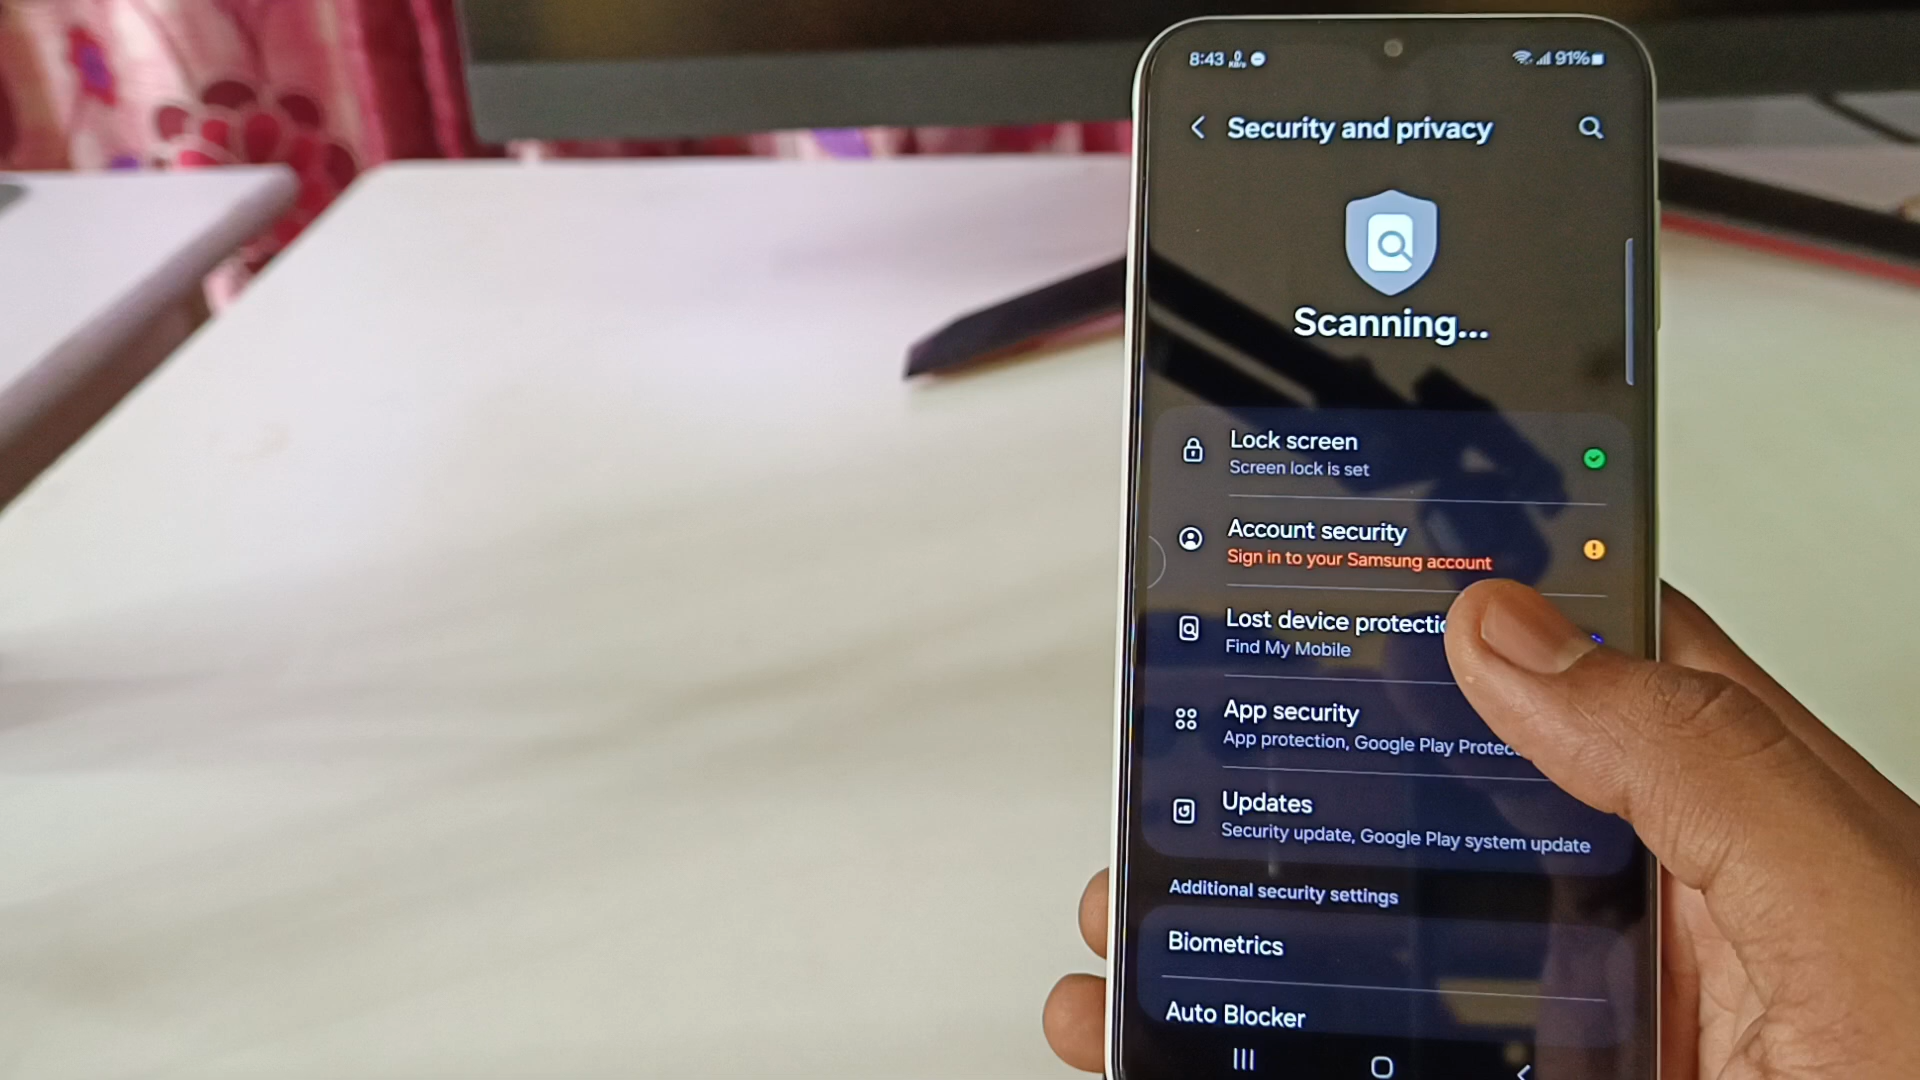 8:43 0 KB/s 91%
Security and privacy
Scanning...
Lock screen
Screen lock is set
Account security
Sign in to your Samsung account
Lost device
Find My Mobile
App security
App protection, Google Play
Updates
Security update, Google Play system update
Additional security settings
Biometrics
Auto Blocker